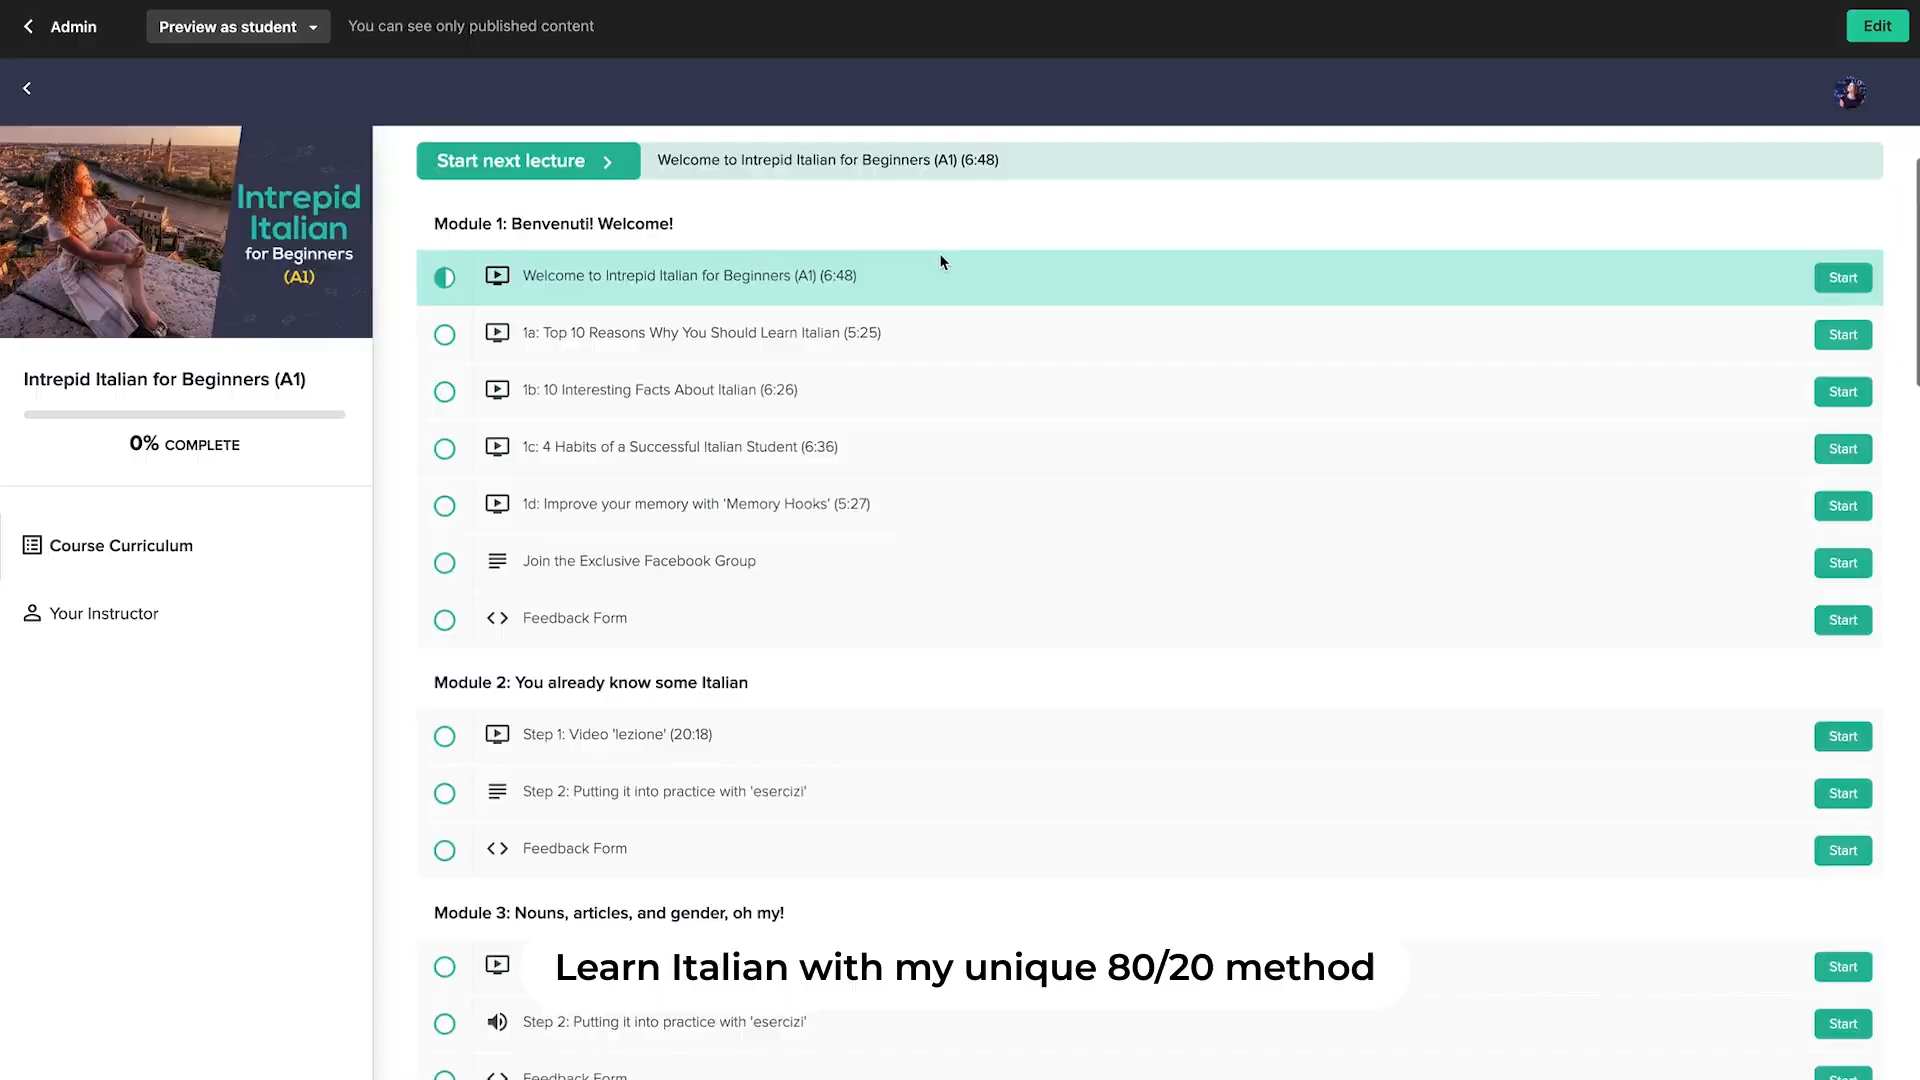 Admin
Preview as student
You can see only published content
Edit
Intrepid
Italian
for Beginners
(A1)
Intrepid Italian for Beginners (A1)
0% COMPLETE
Course Curriculum
Your Instructor
Start next lecture
Welcome to Intrepid Italian for Beginners (A1) (6:48)
Module 1: Benvenuti! Welcome!
Welcome to Intrepid Italian for Beginners (A1) (6:48)
Start
1a: Top 10 Reasons Why You Should Learn Italian (5:25)
Start
1b: 10 Interesting Facts About Italian (6:26)
Start
1c: 4 Habits of a Successful Italian Student (6:36)
Start
1d: Improve your memory with ‘Memory Hooks’ (5:27)
Start
Join the Exclusive Facebook Group
Start
Feedback Form
Start
Module 2: You already know some Italian
Step 1: Video 'lezione' (20:18)
Start
Step 2: Putting it into practice with 'esercizi'
Start
Feedback Form
Start
Module 3: Nouns, articles, and gender, oh my!
Learn Italian with my unique 80/20 method
Start
Step 2: Putting it into practice with 'esercizi'
Start
Feedback Form
Start